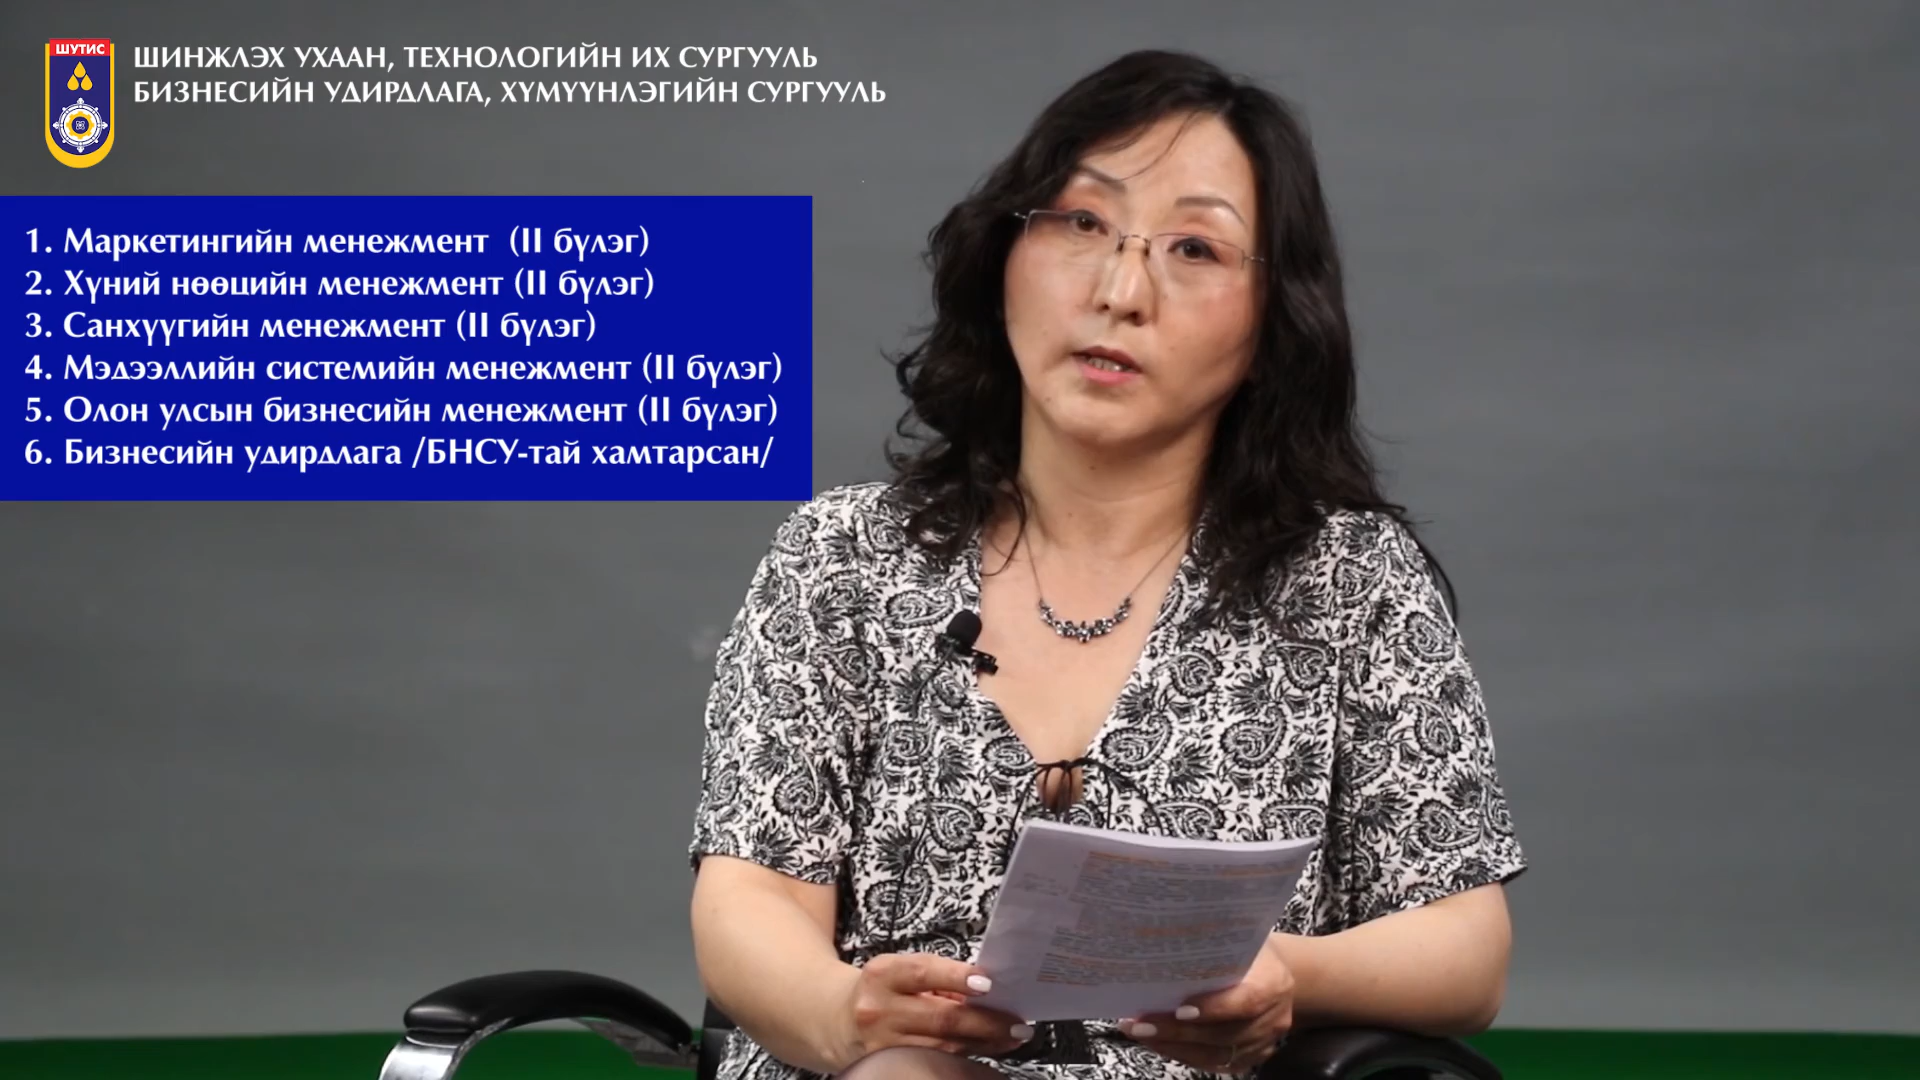 ШУТИС
ШИНЖЛЭХ УХААН, ТЕХНОЛОГИЙН ИХ СУРГУУЛЬ
БИЗНЕСИЙН УДИРДЛАГА, ХҮМҮҮНЛЭГИЙН СУРГУУЛЬ
1. Маркетингийн менежмент (II бүлэг)
2. Хүний нөөцийн менежмент (II бүлэг)
3. Санхүүгийн менежмент (II бүлэг)
4. Мэдээллийн системийн менежмент (II бүлэг)
5. Олон улсын бизнесийн менежмент (II бүлэг)
6. Бизнесийн удирдлага /БНСУ-тай хамтарсан/